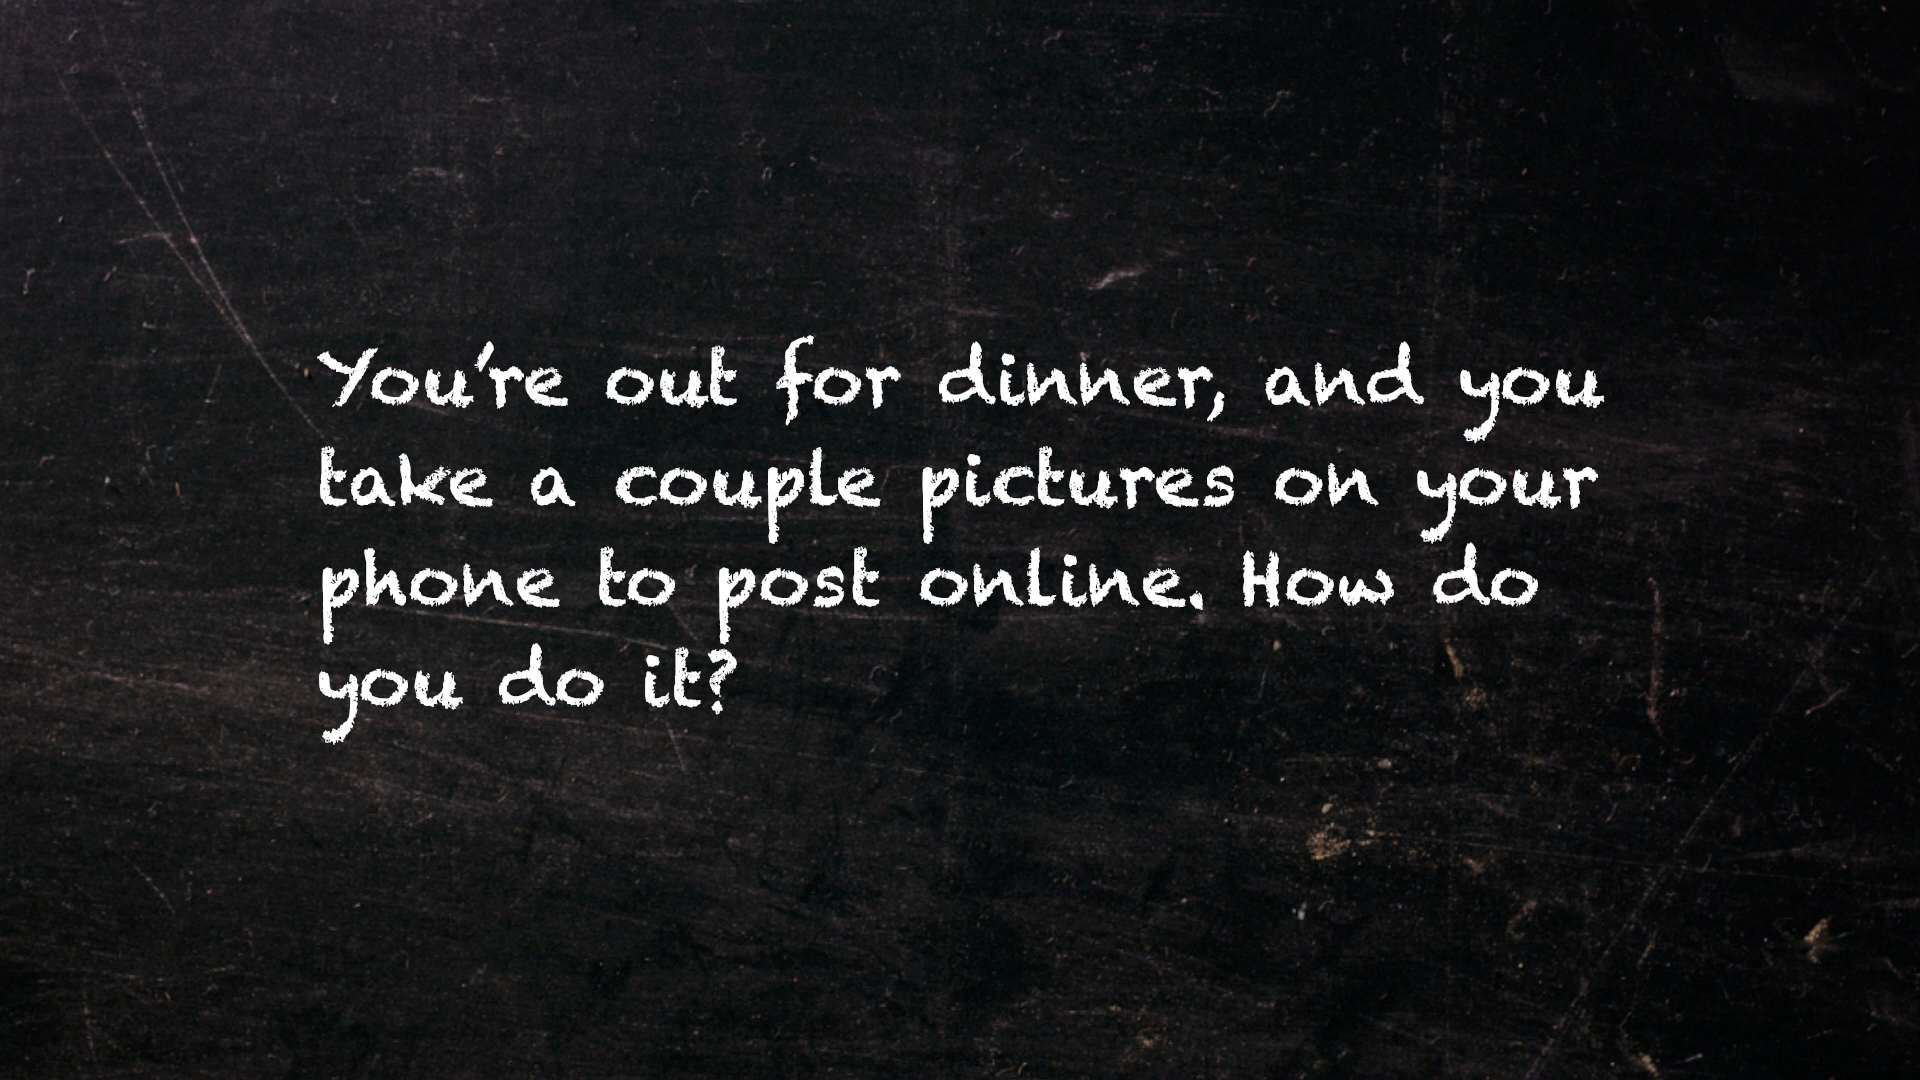 You're out for dinner, and you
take a couple pictures on your
phone to post online. How do
you do it?